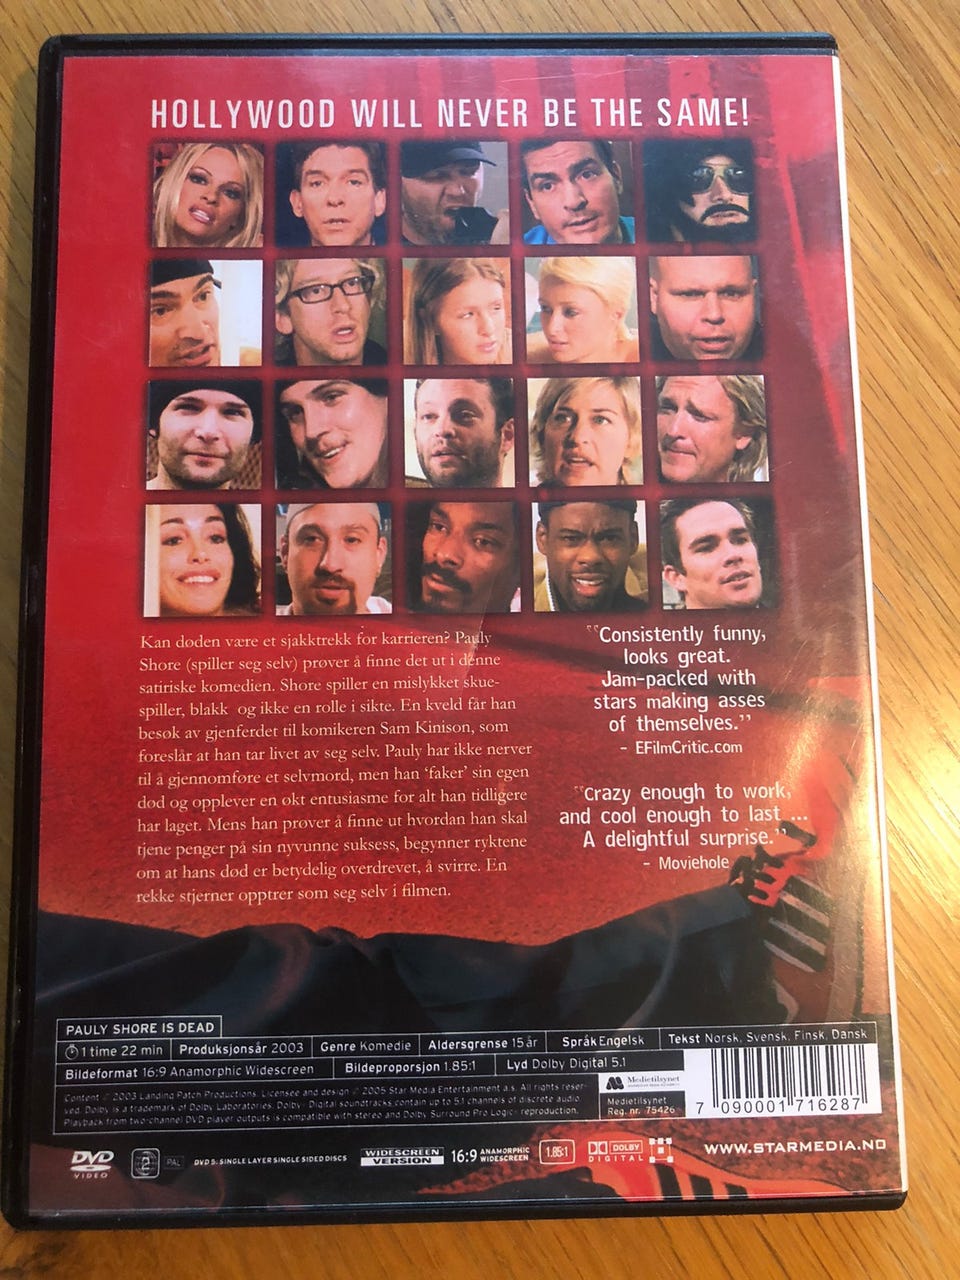 HOLLYWOOD WILL NEVER BE THE SAME!
Kan døden være et sjakktrekk for karrieren? Pauly
Shore (spiller seg selv) prøver å finne det ut i denne
satiriske komedien. Shore spiller en mislykket skue-
spiller, blakk og ikke en rolle i sikte. En kveld får han
besøk av gjenferdet til komikeren Sam Kinison, som
foreslår at han tar livet av seg selv. Pauly har ikke nerver
til å gjennomføre et selvmord, men han 'faker' sin egen
død og opplever en økt entusiasme for alt han tidligere
har laget. Mens han prøver å finne ut hvordan han skal
tjene penger på sin nyvunne suksess, begynner ryktene
om at hans død er betydelig overdrevet, å svirre. En
rekke stjerner opptrer som seg selv i filmen.
"Consistently funny,
looks great.
Jam-packed with
stars making asses
of themselves."
- EFilmCritic.com
"Crazy enough to work,
and cool enough to last ...
A delightful surprise."
- Moviehole
PAULY SHORE IS DEAD
1 time 22 min
Produksjonsår 2003
Genre Komedie
Aldersgrense 15 år
Språk Engelsk
Tekst Norsk, Svensk, Finsk, Dansk
Bildeformat 16:9 Anamorphic Widescreen
Bildeproporsjon 1.85:1
Lyd Dolby Digital 5.1
Content © 2003 Landing Patch Productions. Licensee and design © 2005 Star Media Entertainment a.s. All rights reser-
ved. Dolby is a trademark of Dolby Laboratories. Dolby Digital soundtracks contain up to 5.1 channels of discrete audio.
Playback from two-channel DVD player outputs is compatible with stereo and Dolby Surround Pro Logic reproduction.
Medietilsynet
Medietilsynet
Reg. nr. 75426
7 090001 716287
DVD
VIDEO
2
PAL
DVD 5: SINGLE LAYER SINGLE SIDED DISCS
WIDESCREEN
VERSION
16:9 ANAMORPHIC
WIDESCREEN
1.85:1
DOLBY
DIGITAL
WWW.STARMEDIA.NO